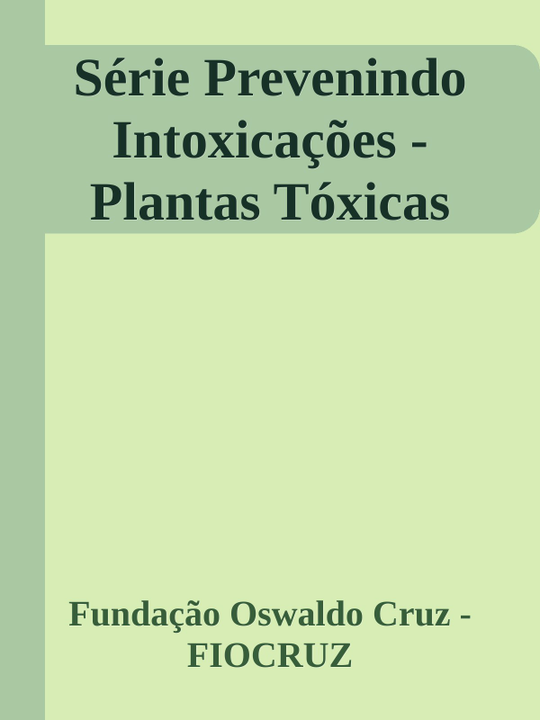 Série Prevenindo
Intoxicações -
Plantas Tóxicas
Fundação Oswaldo Cruz -
FIOCRUZ